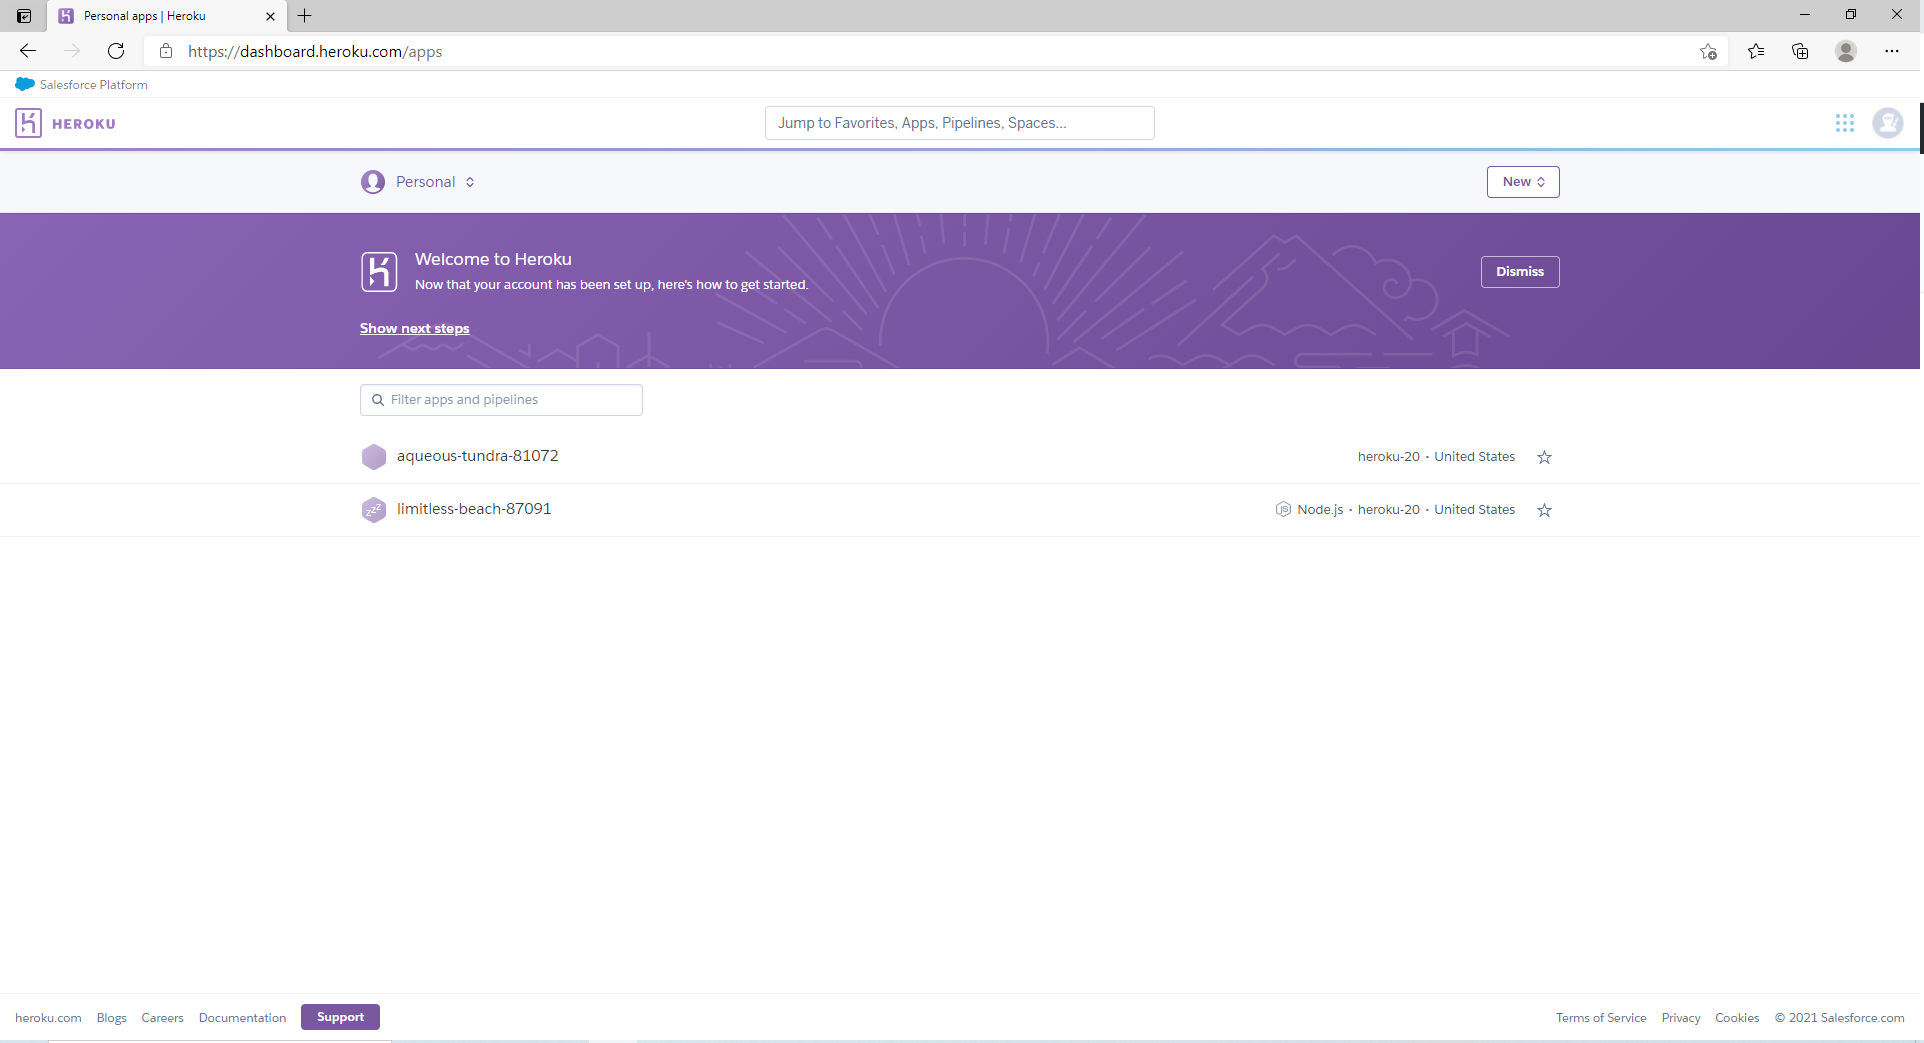 Personal apps | Heroku
https://dashboard.heroku.com/apps
Salesforce Platform
HEROKU
Jump to Favorites, Apps, Pipelines, Spaces...
Personal
New
Welcome to Heroku
Now that your account has been set up, here's how to get started.
Dismiss
Show next steps
Filter apps and pipelines
aqueous-tundra-81072
heroku-20 · United States
zzz
limitless-beach-87091
JS Node.js · heroku-20 · United States
heroku.com Blogs Careers Documentation Support
Terms of Service Privacy Cookies © 2021 Salesforce.com